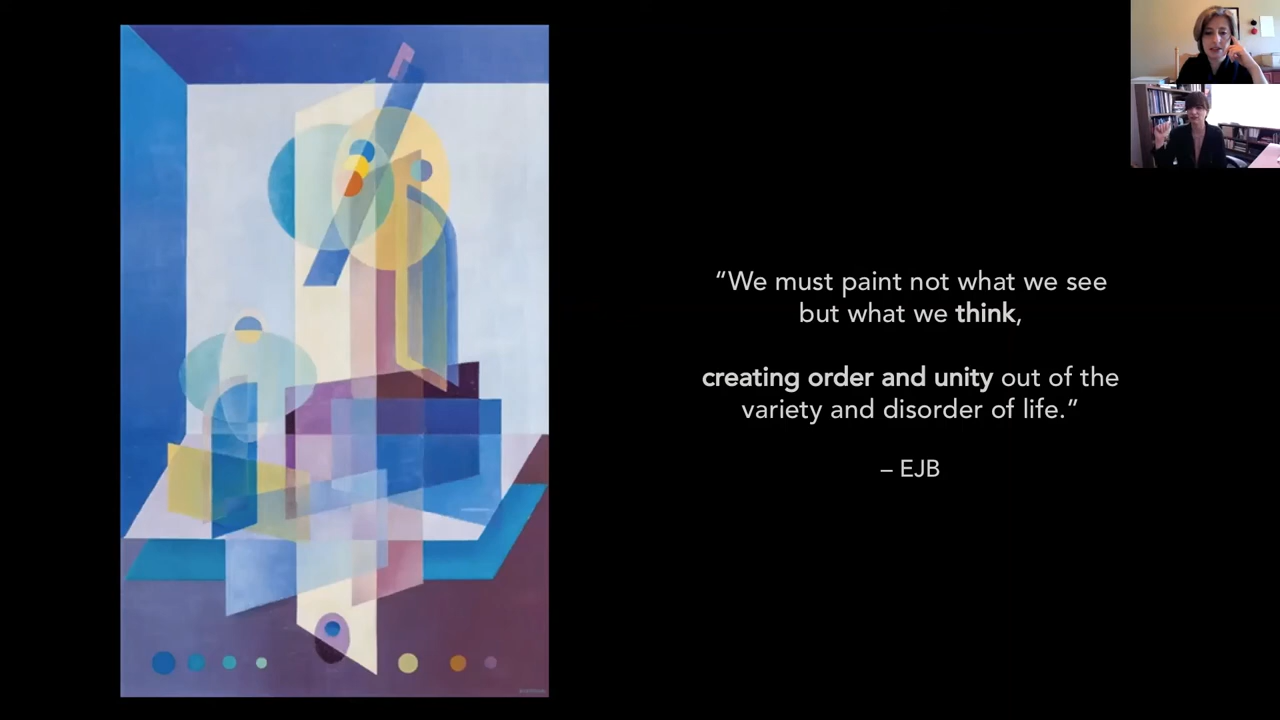 “We must paint not what we see
but what we think,
creating order and unity out of the
variety and disorder of life.”
– EJB